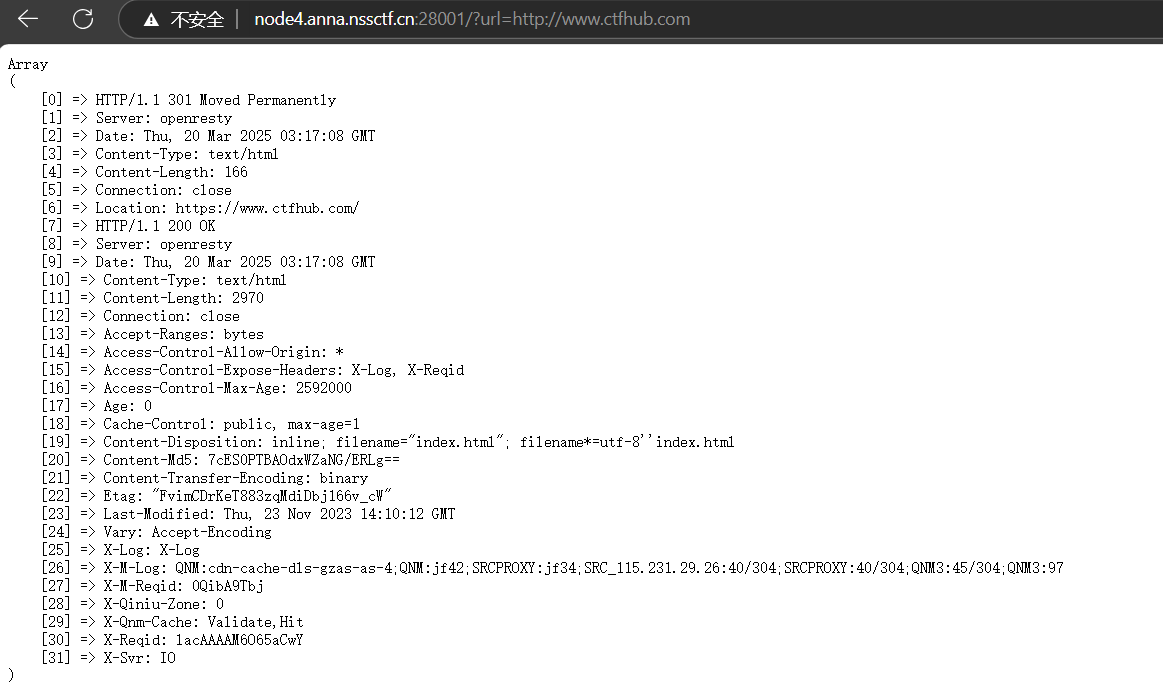 不安全 | node4.anna.nssctf.cn:28001/?url=http://www.ctfhub.com
Array
(
[0] => HTTP/1.1 301 Moved Permanently
[1] => Server: openresty
[2] => Date: Thu, 20 Mar 2025 03:17:08 GMT
[3] => Content-Type: text/html
[4] => Content-Length: 166
[5] => Connection: close
[6] => Location: https://www.ctfhub.com/
[7] => HTTP/1.1 200 OK
[8] => Server: openresty
[9] => Date: Thu, 20 Mar 2025 03:17:08 GMT
[10] => Content-Type: text/html
[11] => Content-Length: 2970
[12] => Connection: close
[13] => Accept-Ranges: bytes
[14] => Access-Control-Allow-Origin: *
[15] => Access-Control-Expose-Headers: X-Log, X-Reqid
[16] => Access-Control-Max-Age: 2592000
[17] => Age: 0
[18] => Cache-Control: public, max-age=1
[19] => Content-Disposition: inline; filename="index.html"; filename*=utf-8''index.html
[20] => Content-Md5: 7cES0PTBAOdxWZaNG/ERLg==
[21] => Content-Transfer-Encoding: binary
[22] => Etag: "FvimCDrKeT883zqMdiDbj166v_cW"
[23] => Last-Modified: Thu, 23 Nov 2023 14:10:12 GMT
[24] => Vary: Accept-Encoding
[25] => X-Log: X-Log
[26] => X-M-Log: QNM:cdn-cache-dls-gzas-as-4;QNM:jf42;SRCPROXY:jf34;SRC_115.231.29.26:40/304;SRCPROXY:40/304;QNM3:45/304;QNM3:97
[27] => X-M-Reqid: 0QibA9Tbj
[28] => X-Qiniu-Zone: 0
[29] => X-Qnm-Cache: Validate,Hit
[30] => X-Reqid: 1acAAAAM6O65aCwY
[31] => X-Svr: IO
)